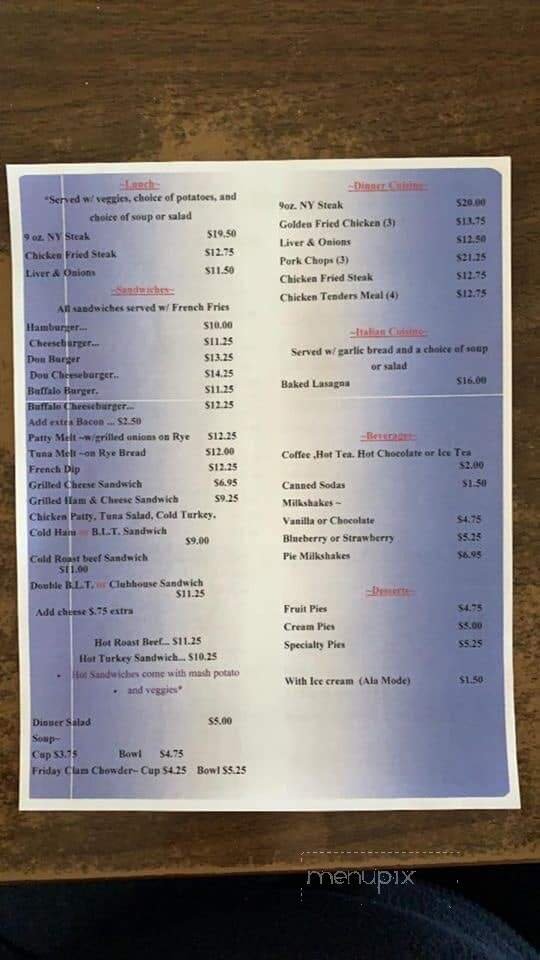 ~Lunch~
*Served w/ veggies, choice of potatoes, and
choice of soup or salad
9 oz. NY Steak $19.50
Chicken Fried Steak $12.75
Liver & Onions $11.50
~Sandwiches~
All sandwiches served w/ French Fries
Hamburger... $10.00
Cheeseburger... $11.25
Don Burger $13.25
Don Cheeseburger.. $14.25
Buffalo Burger. $11.25
Buffalo Cheeseburger... $12.25
Add extra Bacon ... $2.50
Patty Melt ~w/grilled onions on Rye $12.25
Tuna Melt ~on Rye Bread $12.00
French Dip $12.25
Grilled Cheese Sandwich $6.95
Grilled Ham & Cheese Sandwich $9.25
Chicken Patty, Tuna Salad, Cold Turkey,
Cold Ham or B.L.T. Sandwich
$9.00
Cold Roast beef Sandwich
$11.00
Double B.L.T. or Clubhouse Sandwich
$11.25
Add cheese $.75 extra
Hot Roast Beef... $11.25
Hot Turkey Sandwich... $10.25
• Hot Sandwiches come with mash potato
• and veggies*
Dinner Salad $5.00
Soup~
Cup $3.75 Bowl $4.75
Friday Clam Chowder~ Cup $4.25 Bowl $5.25
~Dinner Cuisine~
9oz. NY Steak $20.00
Golden Fried Chicken (3) $13.75
Liver & Onions $12.50
Pork Chops (3) $21.25
Chicken Fried Steak $12.75
Chicken Tenders Meal (4) $12.75
~Italian Cuisine~
Served w/ garlic bread and a choice of soup
or salad
Baked Lasagna $16.00
~Beverages~
Coffee ,Hot Tea. Hot Chocolate or Ice Tea
$2.00
Canned Sodas $1.50
Milkshakes ~
Vanilla or Chocolate $4.75
Blueberry or Strawberry $5.25
Pie Milkshakes $6.95
~Desserts~
Fruit Pies $4.75
Cream Pies $5.00
Specialty Pies $5.25
With Ice cream (Ala Mode) $1.50
menupix